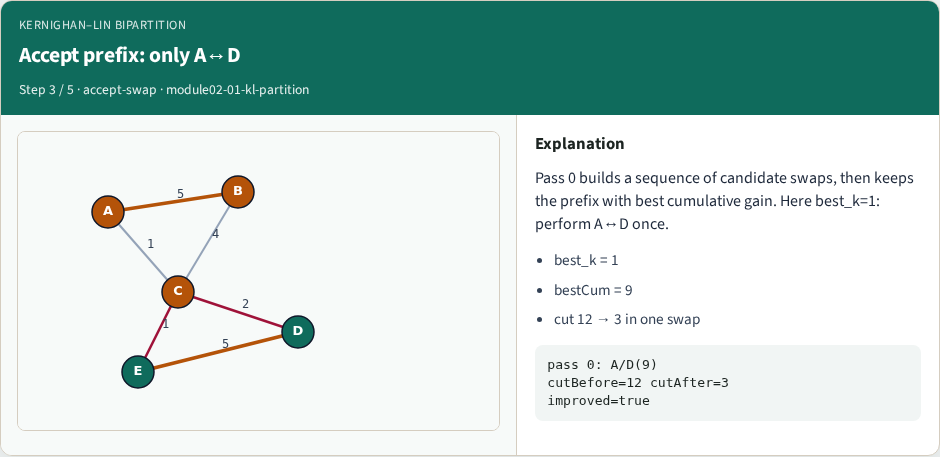 KERNIGHAN–LIN BIPARTITION
Accept prefix: only A↔D
Step 3 / 5 · accept-swap · module02-01-kl-partition
A
B
C
D
E
5
1
4
2
1
5
Explanation
Pass 0 builds a sequence of candidate swaps, then keeps
the prefix with best cumulative gain. Here best_k=1:
perform A↔D once.
• best_k = 1
• bestCum = 9
• cut 12 → 3 in one swap
pass 0: A/D(9)
cutBefore=12 cutAfter=3
improved=true